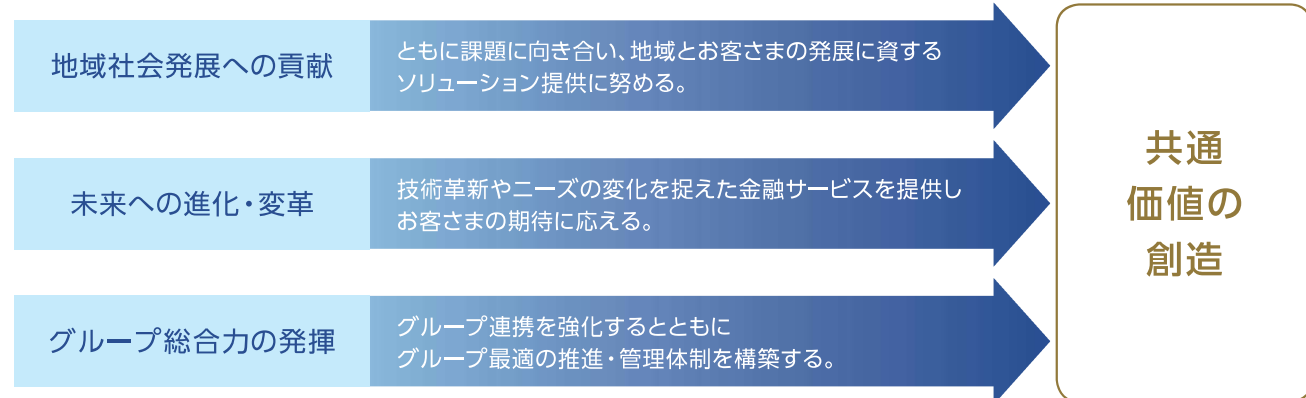 地域社会発展への貢献
ともに課題に向き合い、地域とお客さまの発展に資する
ソリューション提供に努める。
未来への進化・変革
技術革新やニーズの変化を捉えた金融サービスを提供し
お客さまの期待に応える。
グループ総合力の発揮
グループ連携を強化するとともに
グループ最適の推進・管理体制を構築する。
共通
価値の
創造